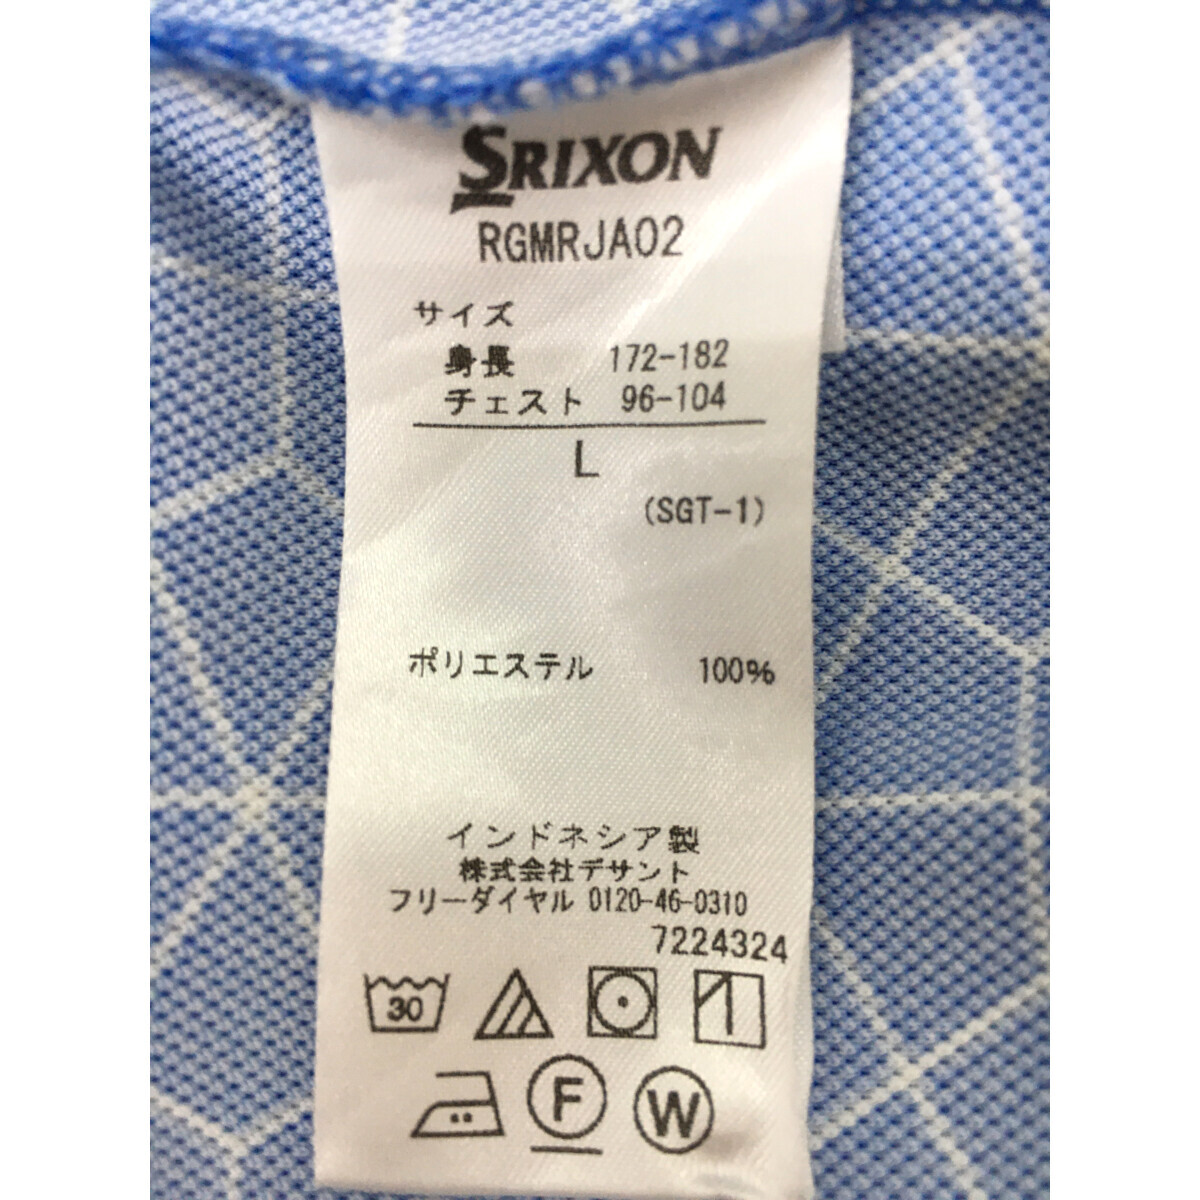 SRIXON
RGMRJA02
サイズ
身長 172-182
チェスト 96-104
L
(SGT-1)
ポリエステル 100%
インドネシア製
株式会社デサント
フリーダイヤル 0120-46-0310
7224324
30
F W